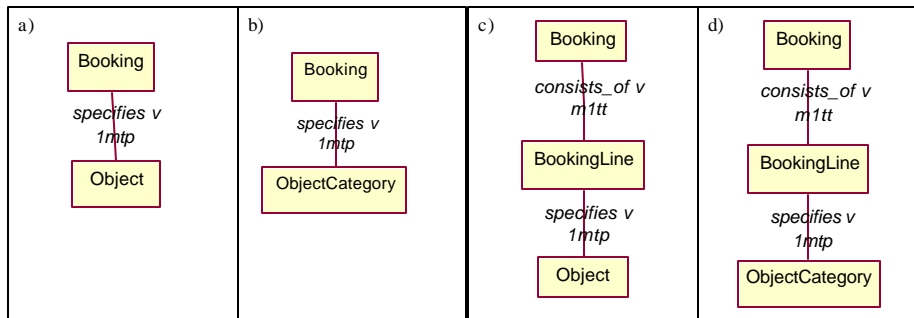 a)
Booking
specifies v
1mtp
Object
b)
Booking
specifies v
1mtp
ObjectCategory
c)
Booking
consists_of v
m1tt
BookingLine
specifies v
1mtp
Object
d)
Booking
consists_of v
m1tt
BookingLine
specifies v
1mtp
ObjectCategory